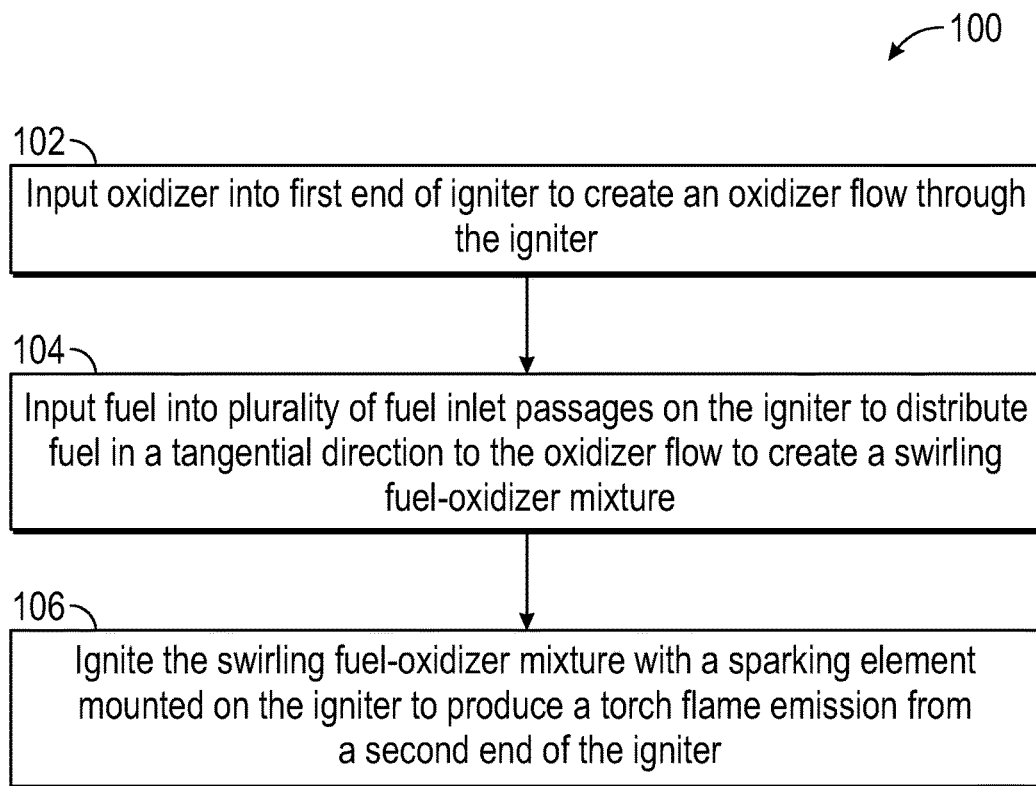 100
102
Input oxidizer into first end of igniter to create an oxidizer flow through
the igniter
104
Input fuel into plurality of fuel inlet passages on the igniter to distribute
fuel in a tangential direction to the oxidizer flow to create a swirling
fuel-oxidizer mixture
106
Ignite the swirling fuel-oxidizer mixture with a sparking element
mounted on the igniter to produce a torch flame emission from
a second end of the igniter